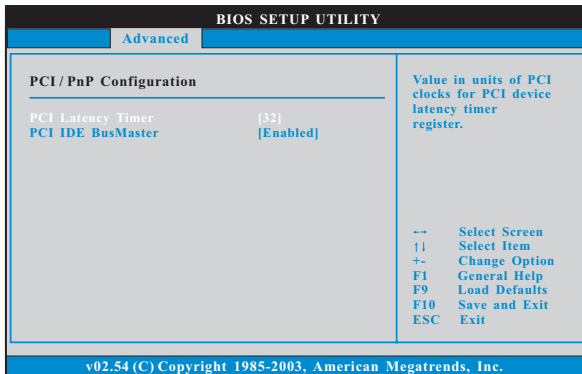 BIOS SETUP UTILITY
Advanced
PCI / PnP Configuration
PCI Latency Timer [32]
PCI IDE BusMaster [Enabled]
Value in units of PCI
clocks for PCI device
latency timer
register.
←→ Select Screen
↑↓ Select Item
+- Change Option
F1 General Help
F9 Load Defaults
F10 Save and Exit
ESC Exit
v02.54 (C) Copyright 1985-2003, American Megatrends, Inc.